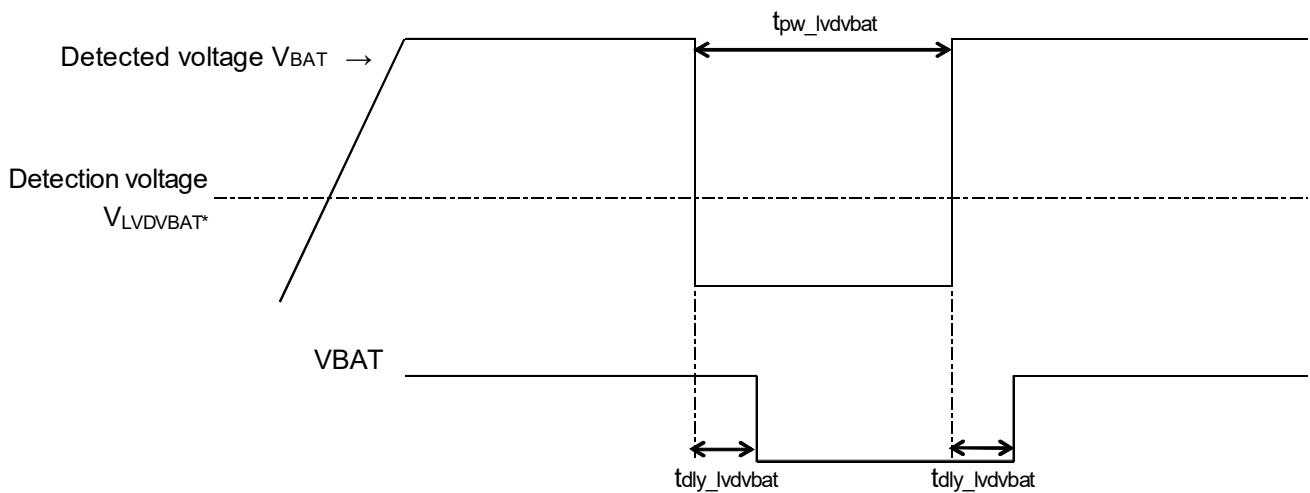 tpw_lvdvbat
Detected voltage VBAT →
Detection voltage
VLVDVBAT*
VBAT
tdly_lvdvbat
tdly_lvdvbat